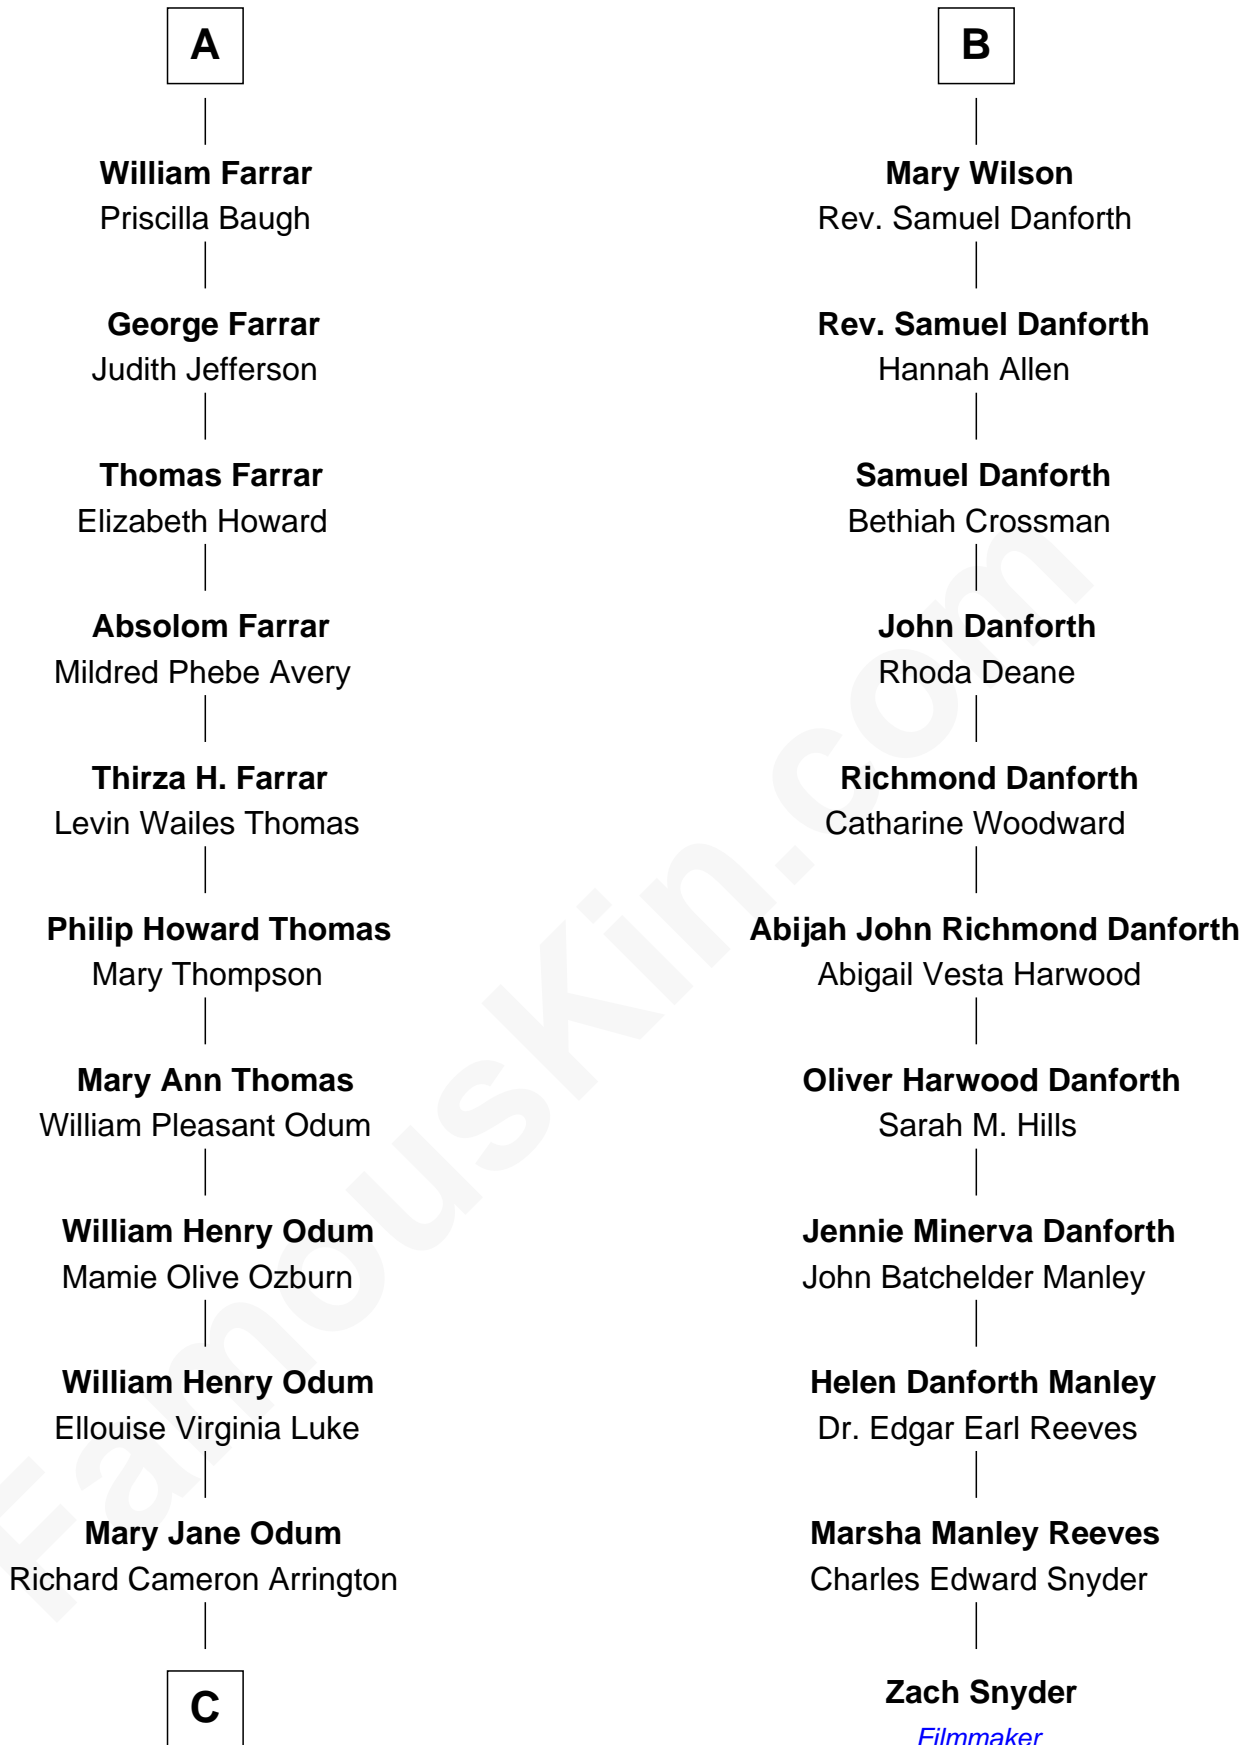 A
William Farrar
Priscilla Baugh
George Farrar
Judith Jefferson
Thomas Farrar
Elizabeth Howard
Absolom Farrar
Mildred Phebe Avery
Thirza H. Farrar
Levin Wailes Thomas
Philip Howard Thomas
Mary Thompson
Mary Ann Thomas
William Pleasant Odum
William Henry Odum
Mamie Olive Ozburn
William Henry Odum
Ellouise Virginia Luke
Mary Jane Odum
Richard Cameron Arrington
C
B
Mary Wilson
Rev. Samuel Danforth
Rev. Samuel Danforth
Hannah Allen
Samuel Danforth
Bethiah Crossman
John Danforth
Rhoda Deane
Richmond Danforth
Catharine Woodward
Abijah John Richmond Danforth
Abigail Vesta Harwood
Oliver Harwood Danforth
Sarah M. Hills
Jennie Minerva Danforth
John Batchelder Manley
Helen Danforth Manley
Dr. Edgar Earl Reeves
Marsha Manley Reeves
Charles Edward Snyder
Zach Snyder
Filmmaker
FamousKin.com